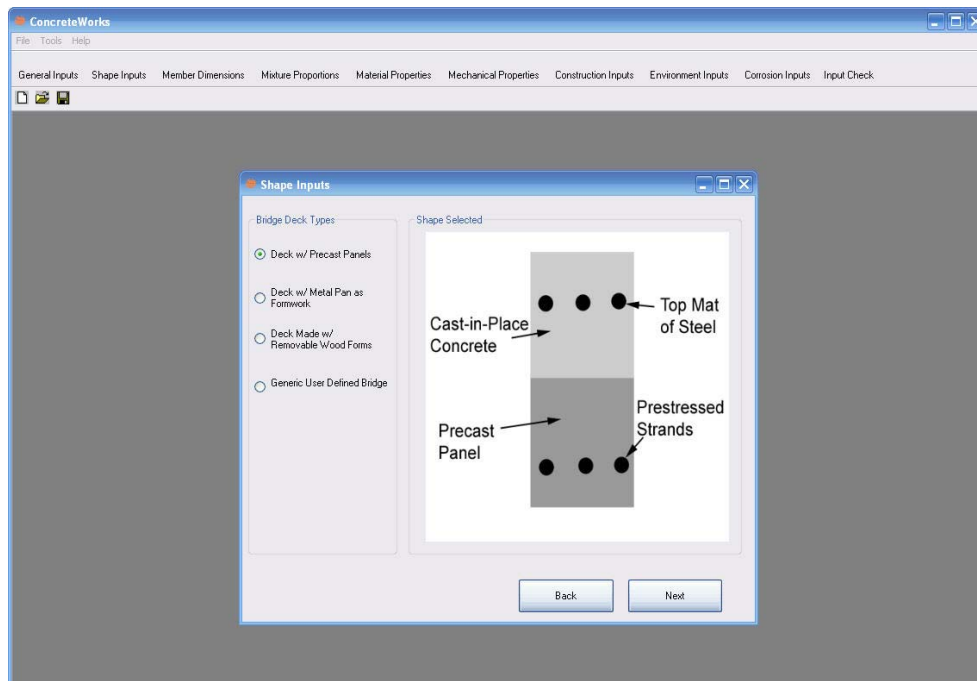 ConcreteWorks
File Tools Help
General Inputs Shape Inputs Member Dimensions Mixture Proportions Material Properties Mechanical Properties Construction Inputs Environment Inputs Corrosion Inputs Input Check
Shape Inputs
Bridge Deck Types
Deck w/ Precast Panels
Deck w/ Metal Pan as
Formwork
Deck Made w/
Removable Wood Forms
Generic User Defined Bridge
Shape Selected
Top Mat
of Steel
Cast-in-Place
Concrete
Prestressed
Strands
Precast
Panel
Back
Next